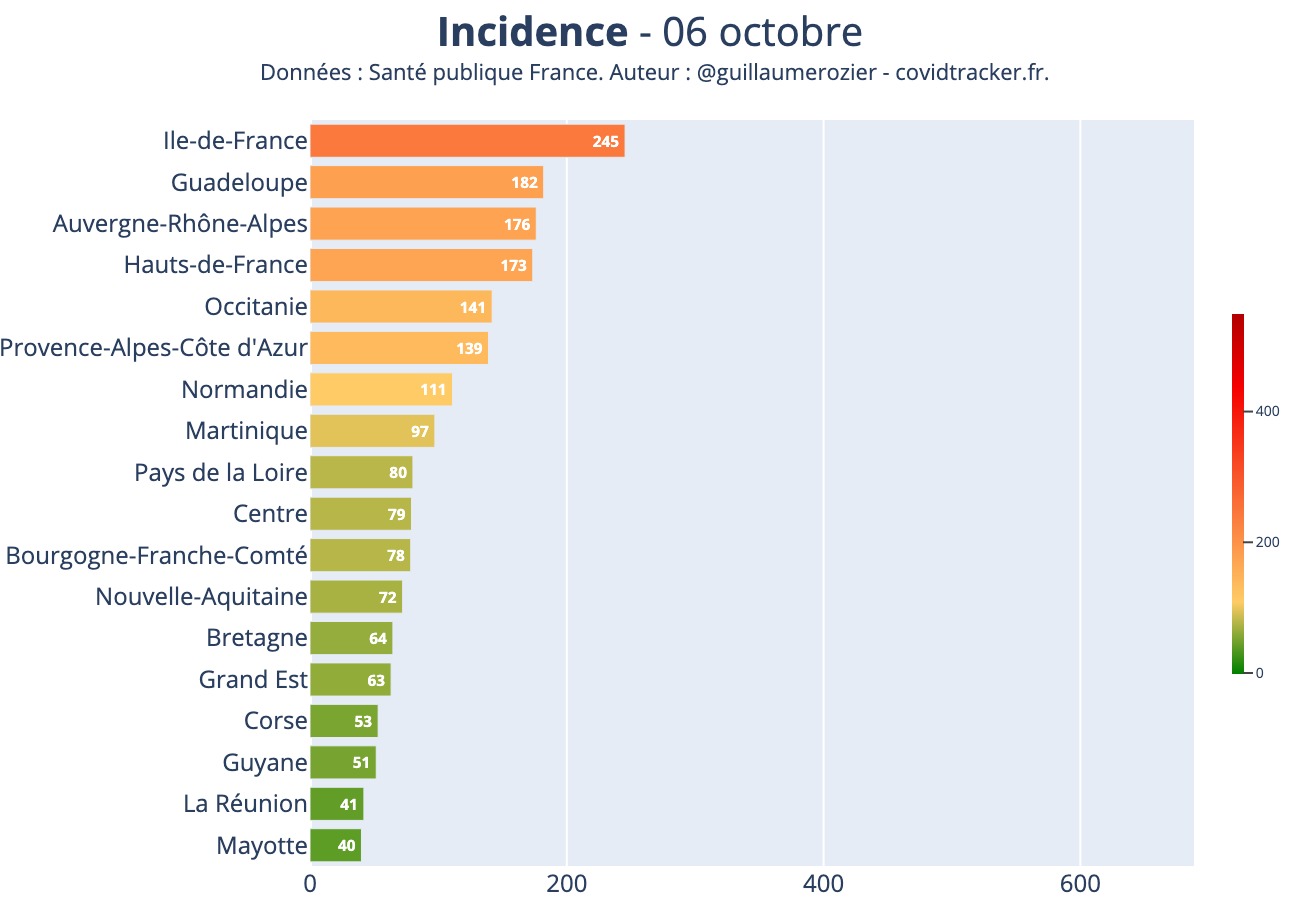 Incidence - 06 octobre
Données : Santé publique France. Auteur : @guillaumerozier - covidtracker.fr.
Ile-de-France 245
Guadeloupe 182
Auvergne-Rhône-Alpes 176
Hauts-de-France 173
Occitanie 141
Provence-Alpes-Côte d'Azur 139
Normandie 111
Martinique 97
Pays de la Loire 80
Centre 79
Bourgogne-Franche-Comté 78
Nouvelle-Aquitaine 72
Bretagne 64
Grand Est 63
Corse 53
Guyane 51
La Réunion 41
Mayotte 40
0 200 400 600
400
200
0